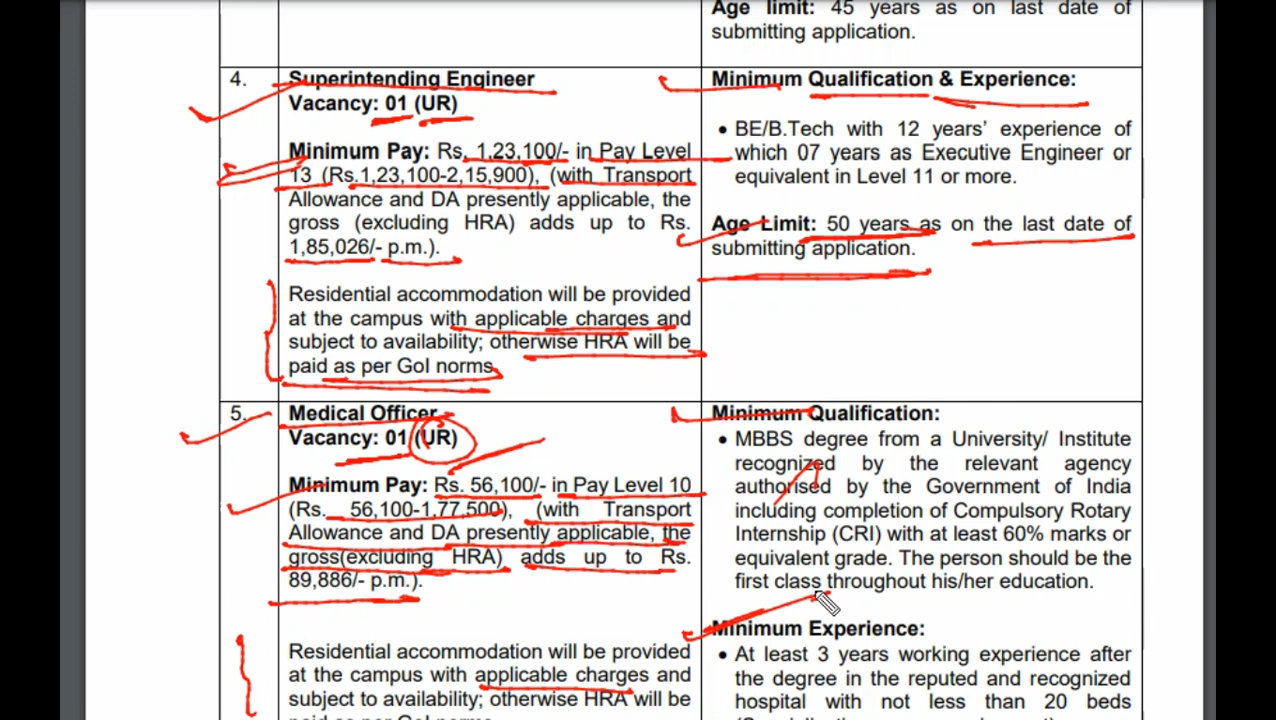 Age limit: 45 years as on last date of
submitting application.
4.
Superintending Engineer
Vacancy: 01 (UR)
Minimum Pay: Rs, 1,23,100/- in Pay Level
13 (Rs.1,23,100-2,15,900), (with Transport
Allowance and DA presently applicable, the
gross (excluding HRA) adds up to Rs.
1,85,026/- p.m.).
Residential accommodation will be provided
at the campus with applicable charges and
subject to availability; otherwise HRA will be
paid as per GoI norms.
Minimum Qualification & Experience:
• BE/B.Tech with 12 years' experience of
which 07 years as Executive Engineer or
equivalent in Level 11 or more.
Age Limit: 50 years as on the last date of
submitting application.
5.
Medical Officer
Vacancy: 01 (UR)
Minimum Pay: Rs. 56,100/- in Pay Level 10
(Rs. 56,100-1,77,500), (with Transport
Allowance and DA presently applicable, the
gross(excluding HRA) adds up to Rs.
89,886/- p.m.).
Residential accommodation will be provided
at the campus with applicable charges and
subject to availability; otherwise HRA will be
Minimum Qualification:
• MBBS degree from a University/ Institute
recognized by the relevant agency
authorised by the Government of India
including completion of Compulsory Rotary
Internship (CRI) with at least 60% marks or
equivalent grade. The person should be the
first class throughout his/her education.
Minimum Experience:
• At least 3 years working experience after
the degree in the reputed and recognized
hospital with not less than 20 beds